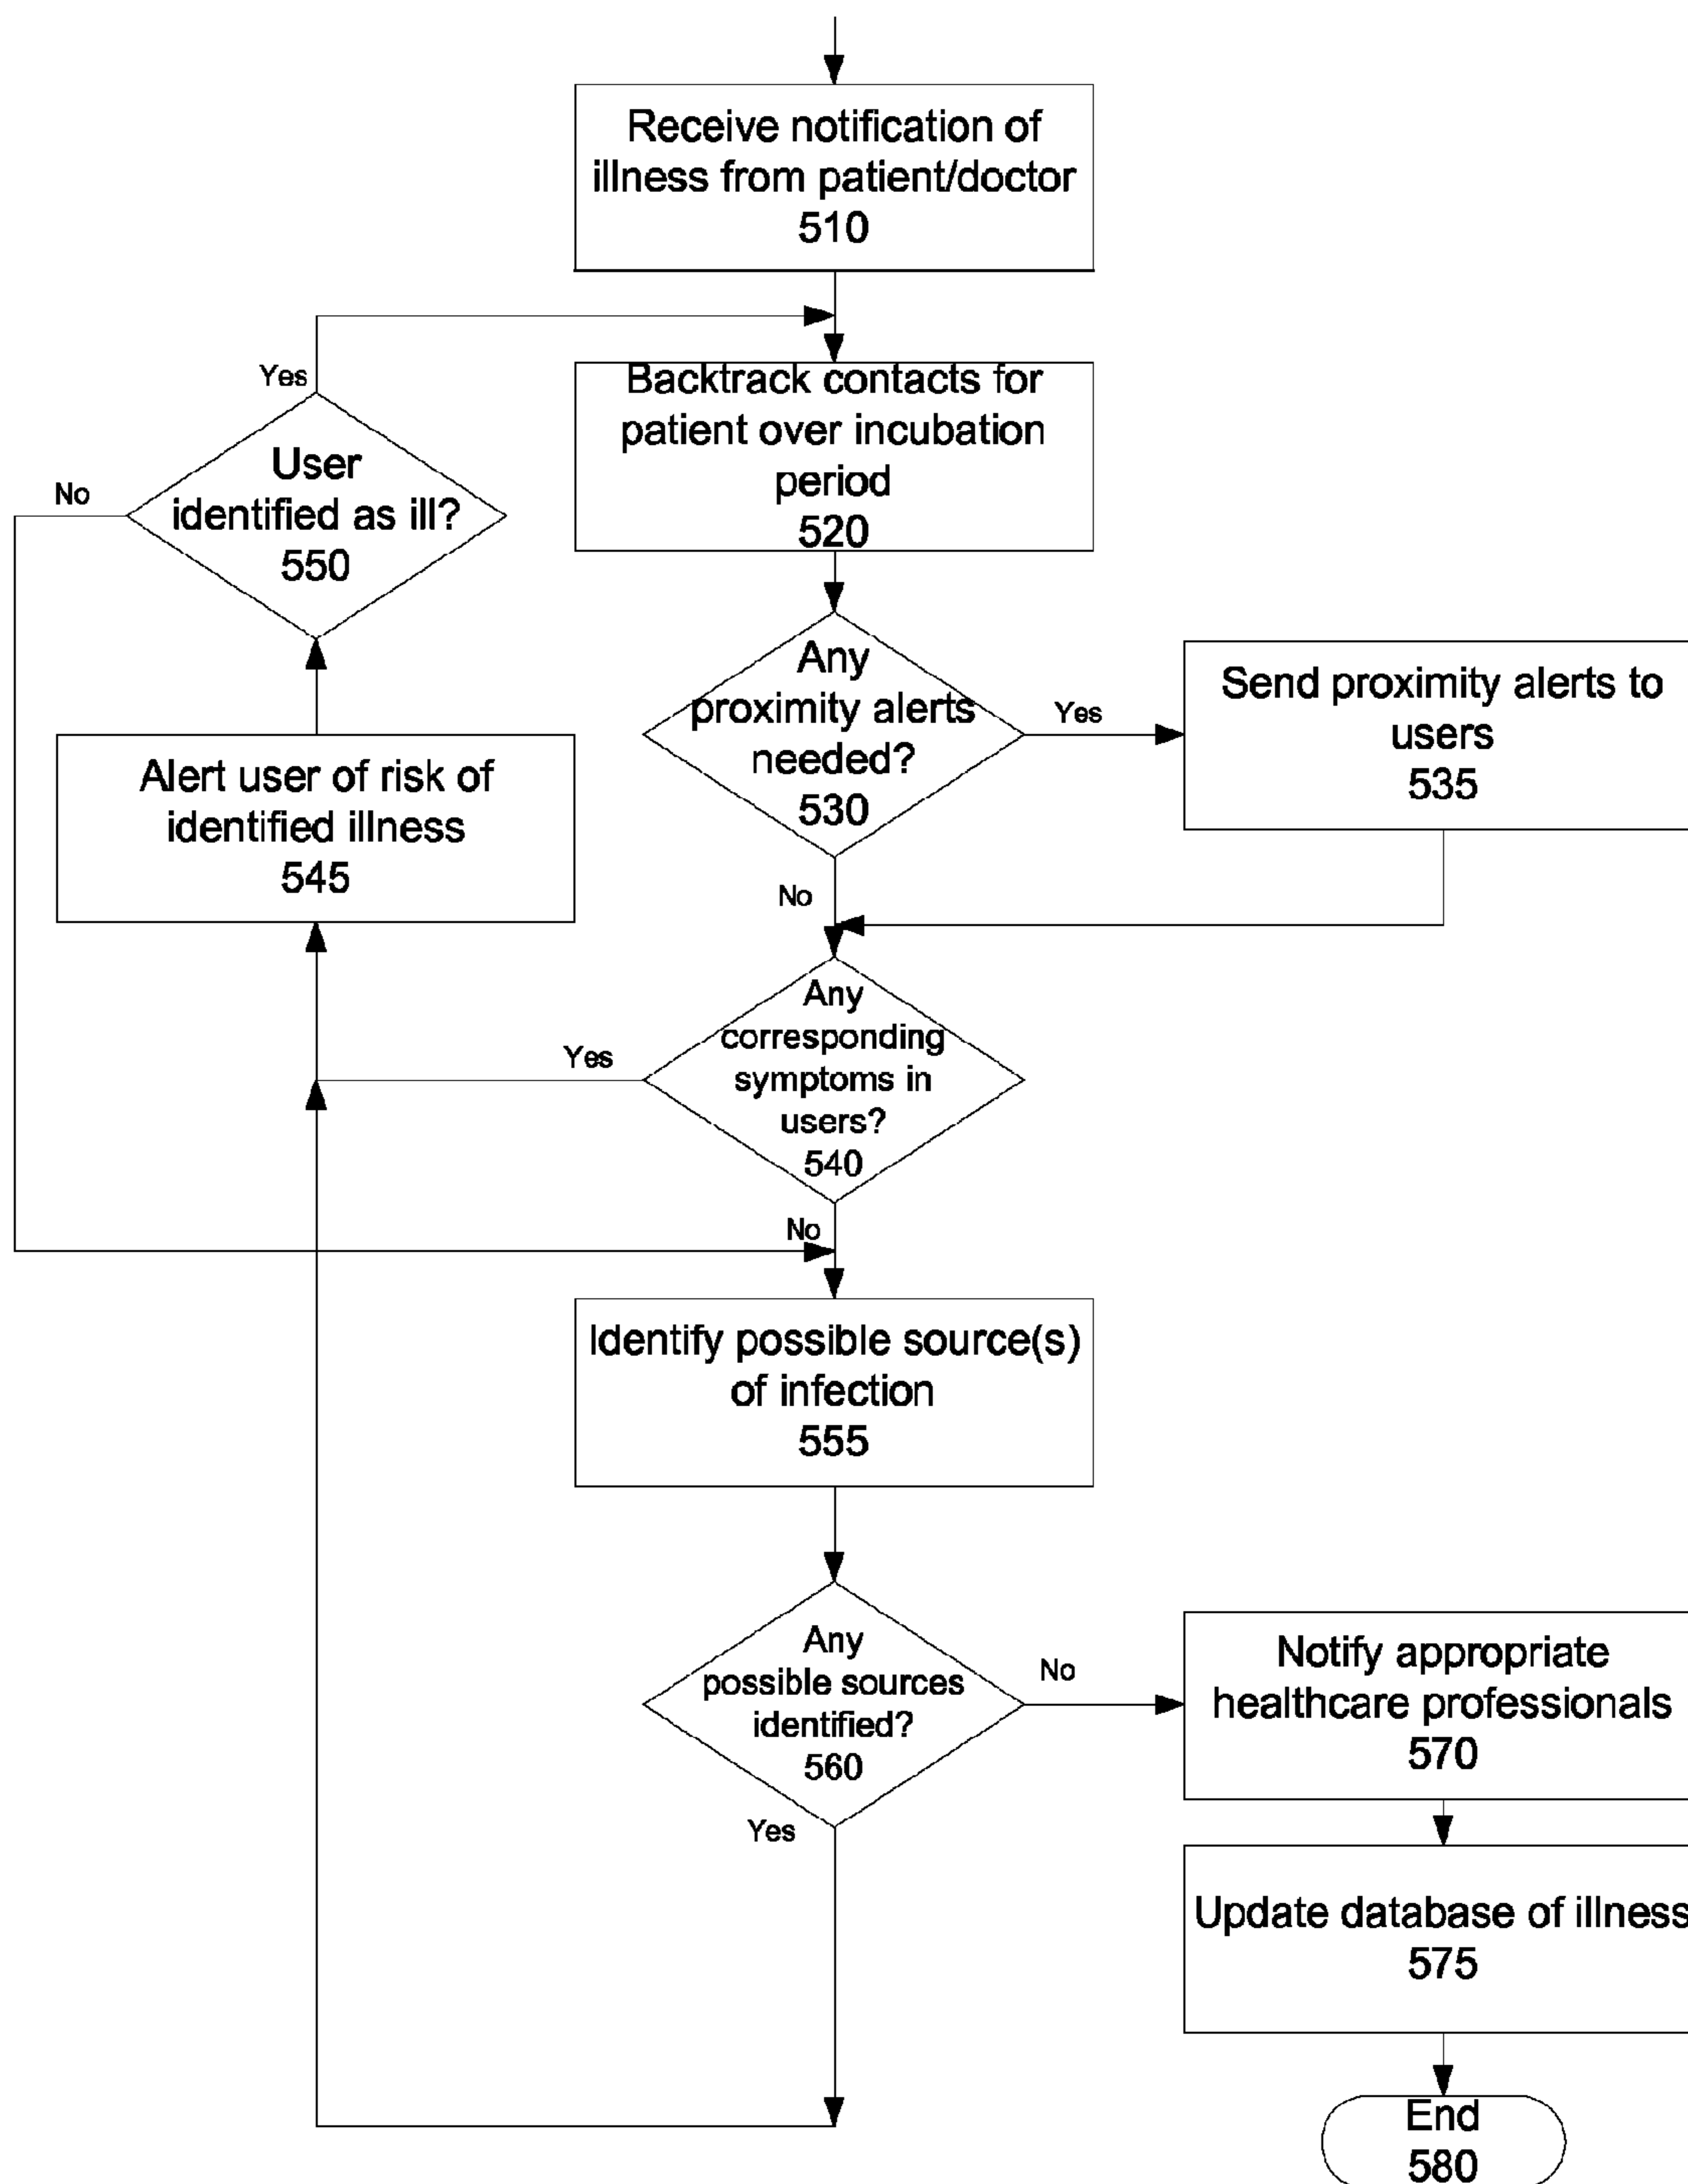 Receive notification of
illness from patient/doctor
510
Yes
Backtrack contacts for
patient over incubation
period
520
User
identified as ill?
550
No
Any
proximity alerts
needed?
530
Yes
Send proximity alerts to
users
535
Alert user of risk of
identified illness
545
No
Any
corresponding
symptoms in
users?
540
Yes
No
Identify possible source(s)
of infection
555
Any
possible sources
identified?
560
No
Notify appropriate
healthcare professionals
570
Yes
Update database of illness
575
End
580